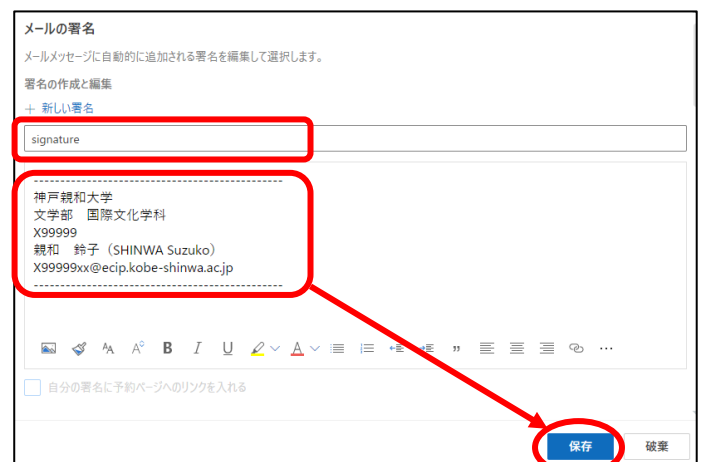 メールの署名
メールメッセージに自動的に追加される署名を編集して選択します。
署名の作成と編集
＋ 新しい署名
signature
----------------------------------------------
神戸親和大学
文学部　国際文化学科
X99999
親和　鈴子（SHINWA Suzuko）
X99999xx@ecip.kobe-shinwa.ac.jp
----------------------------------------------
AA A B I U A ” …
自分の署名に予約ページへのリンクを入れる
保存 破棄